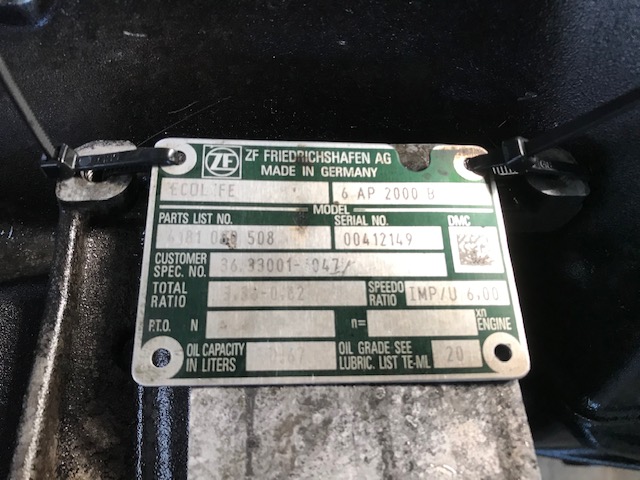 ZF ZF FRIEDRICHSHAFEN AG
MADE IN GERMANY
6 AP 2000 B
MODEL
PARTS LIST NO. SERIAL NO. DMC
508 00412149
CUSTOMER SPEC. NO.
TOTAL RATIO SPEEDO RATIO IMP/U 6.00
P.T.O. N n= xn ENGINE
OIL CAPACITY IN LITERS OIL GRADE SEE LUBRIC. LIST TE-ML 20